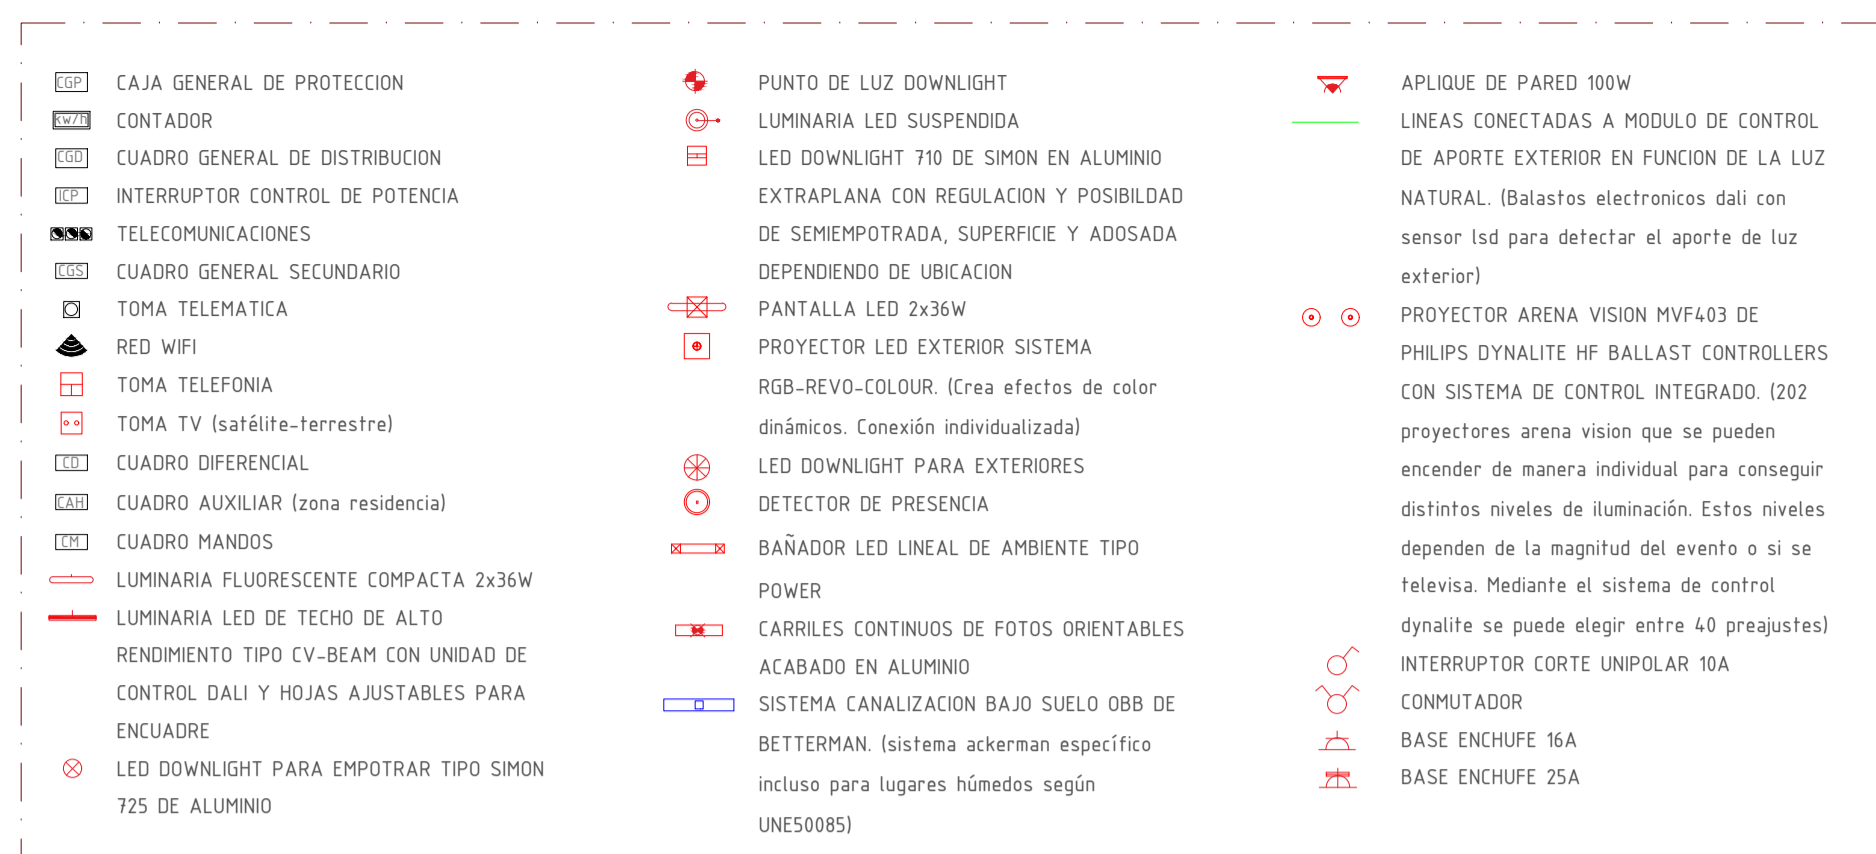 CGP CAJA GENERAL DE PROTECCION
kw/h CONTADOR
CGD CUADRO GENERAL DE DISTRIBUCION
ICP INTERRUPTOR CONTROL DE POTENCIA
TELECOMUNICACIONES
CGS CUADRO GENERAL SECUNDARIO
TOMA TELEMATICA
RED WIFI
TOMA TELEFONIA
TOMA TV (satélite-terrestre)
CD CUADRO DIFERENCIAL
CAH CUADRO AUXILIAR (zona residencia)
CM CUADRO MANDOS
LUMINARIA FLUORESCENTE COMPACTA 2x36W
LUMINARIA LED DE TECHO DE ALTO
RENDIMIENTO TIPO CV-BEAM CON UNIDAD DE
CONTROL DALI Y HOJAS AJUSTABLES PARA
ENCUADRE
LED DOWNLIGHT PARA EMPOTRAR TIPO SIMON
725 DE ALUMINIO
PUNTO DE LUZ DOWNLIGHT
LUMINARIA LED SUSPENDIDA
LED DOWNLIGHT 710 DE SIMON EN ALUMINIO
EXTRAPLANA CON REGULACION Y POSIBILDAD
DE SEMIEMPOTRADA, SUPERFICIE Y ADOSADA
DEPENDIENDO DE UBICACION
PANTALLA LED 2x36W
PROYECTOR LED EXTERIOR SISTEMA
RGB-REVO-COLOUR. (Crea efectos de color
dinámicos. Conexión individualizada)
LED DOWNLIGHT PARA EXTERIORES
DETECTOR DE PRESENCIA
BAÑADOR LED LINEAL DE AMBIENTE TIPO
POWER
CARRILES CONTINUOS DE FOTOS ORIENTABLES
ACABADO EN ALUMINIO
SISTEMA CANALIZACION BAJO SUELO OBB DE
BETTERMAN. (sistema ackerman específico
incluso para lugares húmedos según
UNE50085)
APLIQUE DE PARED 100W
LINEAS CONECTADAS A MODULO DE CONTROL
DE APORTE EXTERIOR EN FUNCION DE LA LUZ
NATURAL. (Balastos electronicos dali con
sensor lsd para detectar el aporte de luz
exterior)
PROYECTOR ARENA VISION MVF403 DE
PHILIPS DYNALITE HF BALLAST CONTROLLERS
CON SISTEMA DE CONTROL INTEGRADO. (202
proyectores arena vision que se pueden
encender de manera individual para conseguir
distintos niveles de iluminación. Estos niveles
dependen de la magnitud del evento o si se
televisa. Mediante el sistema de control
dynalite se puede elegir entre 40 preajustes)
INTERRUPTOR CORTE UNIPOLAR 10A
CONMUTADOR
BASE ENCHUFE 16A
BASE ENCHUFE 25A